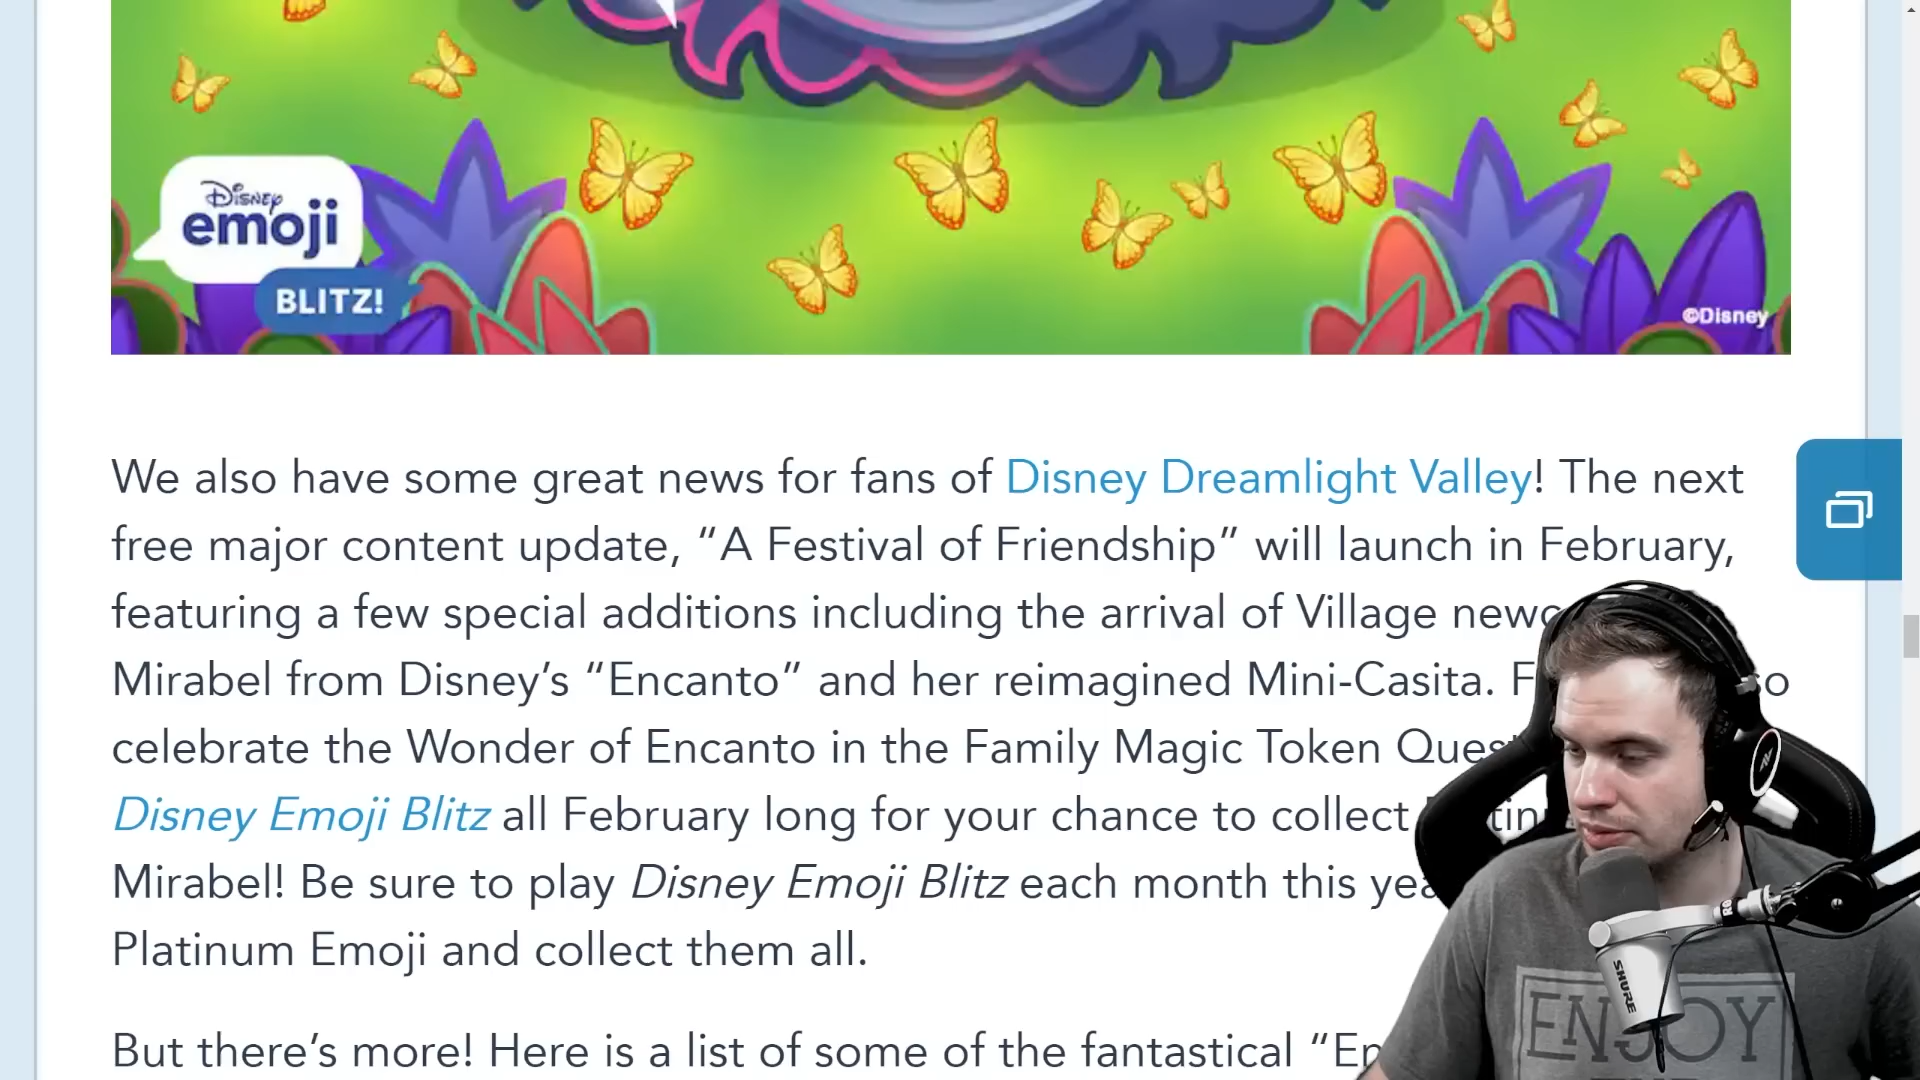 Disney
emoji
BLITZ!
©Disney
We also have some great news for fans of Disney Dreamlight Valley! The next
free major content update, “A Festival of Friendship” will launch in February,
featuring a few special additions including the arrival of Village
Mirabel from Disney’s “Encanto” and her reimagined Mini-Casita.
celebrate the Wonder of Encanto in the Family Magic Token
Disney Emoji Blitz all February long for your chance to collect
Mirabel! Be sure to play Disney Emoji Blitz each month this
Platinum Emoji and collect them all.
But there’s more! Here is a list of some of the fantastical
SHURE
ENJOY